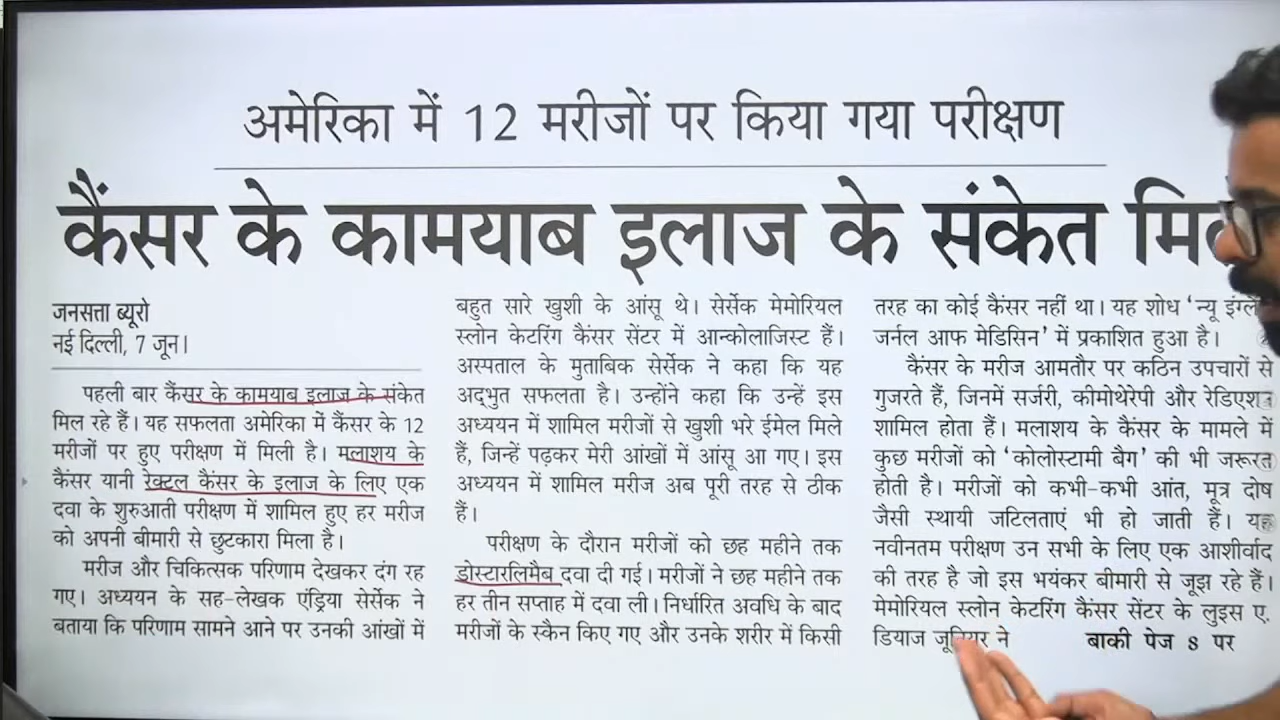 अमेरिका में 12 मरीजों पर किया गया परीक्षण
कैंसर के कामयाब इलाज के संकेत
जनसत्ता ब्यूरो
नई दिल्ली, 7 जून।
पहली बार कैंसर के कामयाब इलाज के संकेत
मिल रहे हैं। यह सफलता अमेरिका में कैंसर के 12
मरीजों पर हुए परीक्षण में मिली है। मलाशय के
कैंसर यानी रेक्टल कैंसर के इलाज के लिए एक
दवा के शुरुआती परीक्षण में शामिल हुए हर मरीज
को अपनी बीमारी से छुटकारा मिला है।
मरीज और चिकित्सक परिणाम देखकर दंग रह
गए। अध्ययन के सह-लेखक एंड्रिया सेर्सेक ने
बताया कि परिणाम सामने आने पर उनकी आंखों में
बहुत सारे खुशी के आंसू थे। सेर्सेक मेमोरियल
स्लोन केटरिंग कैंसर सेंटर में आन्कोलाजिस्ट हैं।
अस्पताल के मुताबिक सेर्सेक ने कहा कि यह
अद्भुत सफलता है। उन्होंने कहा कि उन्हें इस
अध्ययन में शामिल मरीजों से खुशी भरे ईमेल मिले
हैं, जिन्हें पढ़कर मेरी आंखों में आंसू आ गए। इस
अध्ययन में शामिल मरीज अब पूरी तरह से ठीक
हैं।
परीक्षण के दौरान मरीजों को छह महीने तक
डोस्टारलिमैब दवा दी गई। मरीजों ने छह महीने तक
हर तीन सप्ताह में दवा ली। निर्धारित अवधि के बाद
मरीजों के स्कैन किए गए और उनके शरीर में किसी
तरह का कोई कैंसर नहीं था। यह शोध 'न्यू
जर्नल आफ मेडिसिन' में प्रकाशित हुआ है।
कैंसर के मरीज आमतौर पर कठिन उपचारों से
गुजरते हैं, जिनमें सर्जरी, कीमोथेरेपी और रेडिएशन
शामिल होता है। मलाशय के कैंसर के मामले में
कुछ मरीजों को 'कोलोस्टामी बैग' की भी जरूरत
होती है। मरीजों को कभी-कभी आंत, मूत्र दोष
जैसी स्थायी जटिलताएं भी हो जाती हैं। यह
नवीनतम परीक्षण उन सभी के लिए एक आशीर्वाद
की तरह है जो इस भयंकर बीमारी से जूझ रहे हैं।
मेमोरियल स्लोन केटरिंग कैंसर सेंटर के लुइस ए.
डियाज जूनियर ने बाकी पेज 8 पर